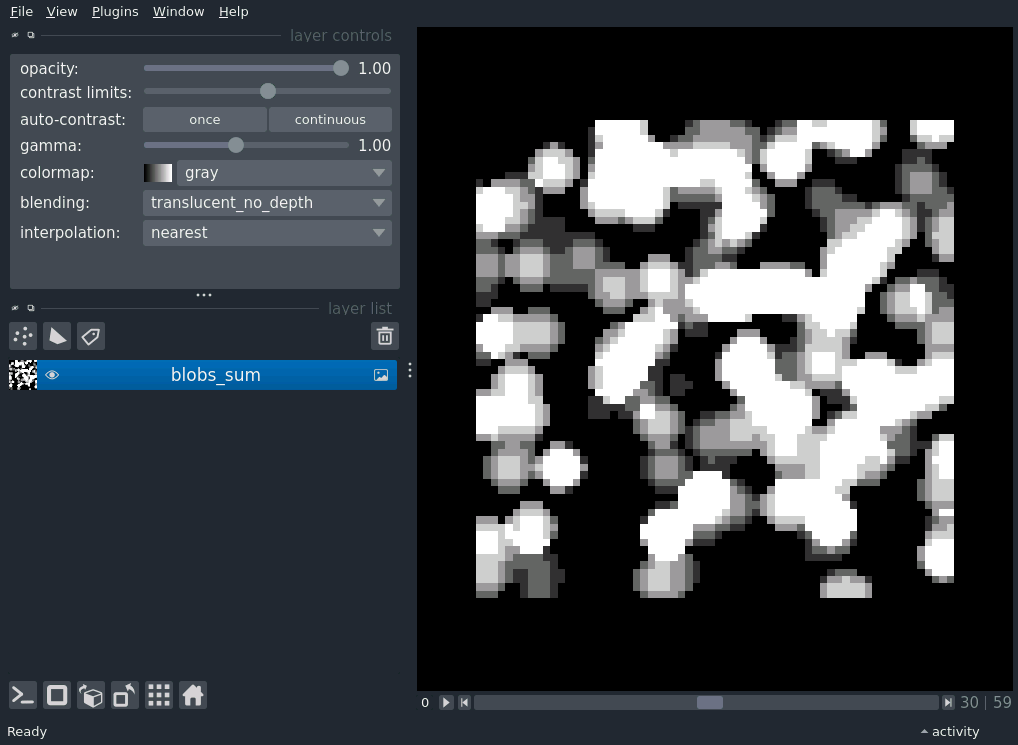 File View Plugins Window Help
layer controls
opacity: 1.00
contrast limits:
auto-contrast: once continuous
gamma: 1.00
colormap: gray
blending: translucent_no_depth
interpolation: nearest
layer list
blobs_sum
0 30 | 59
Ready activity